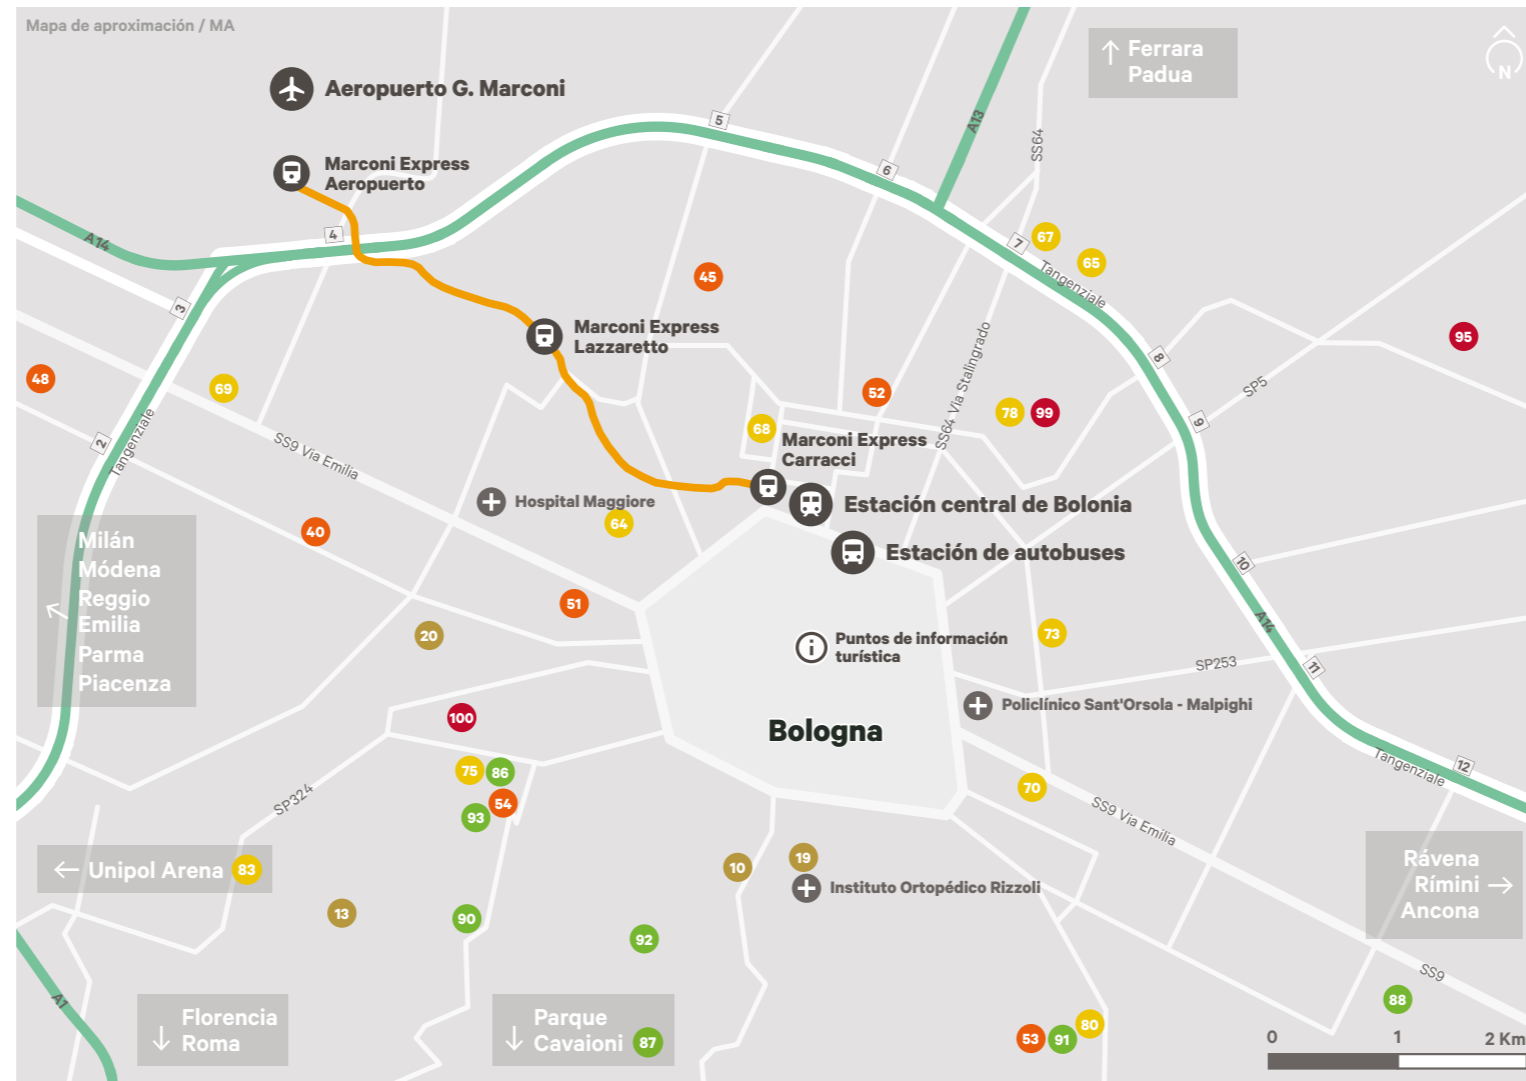 Mapa de aproximación / MA
Ferrara
Padua
N
Aeropuerto G. Marconi
Marconi Express
Aeropuerto
A14
A13
SS64
3
4
5
6
7
67
65
Tangenziale
45
Marconi Express
Lazzaretto
8
95
48
69
52
SS64 Via Stalingrado
78
99
SP5
9
2
Tangenziale
SS9 Via Emilia
68
Marconi Express
Carracci
Hospital Maggiore
64
Estación central de Bolonia
Estación de autobuses
40
10
A14
11
Milán
Módena
Reggio
Emilia
Parma
Piacenza
51
20
Puntos de información
turística
73
SP253
Policlínico Sant'Orsola - Malpighi
100
Bologna
75
86
54
93
SP324
70
SS9 Via Emilia
Tangenziale
12
Unipol Arena
83
10
19
Instituto Ortopédico Rizzoli
Rávena
Rímini
Ancona
13
90
92
SS9
88
A1
Florencia
Roma
Parque
Cavaioni
87
53
91
80
0
1
2 Km